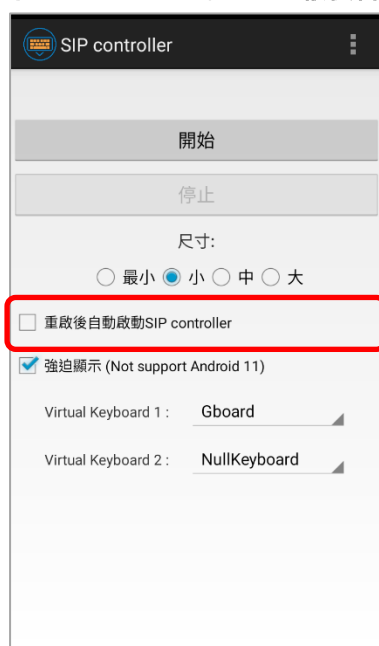 SIP controller
開始
停止
尺寸:
最小 小 中 大
重啟後自動啟動SIP controller
強迫顯示 (Not support Android 11)
Virtual Keyboard 1 : Gboard
Virtual Keyboard 2 : NullKeyboard